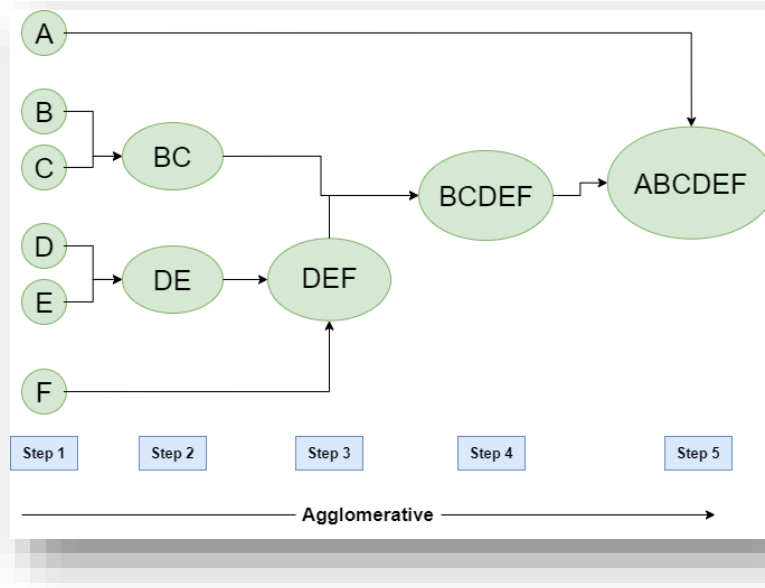 A
B
C
BC
D
E
DE
DEF
F
BCDEF
ABCDEF
Step 1
Step 2
Step 3
Step 4
Step 5
Agglomerative